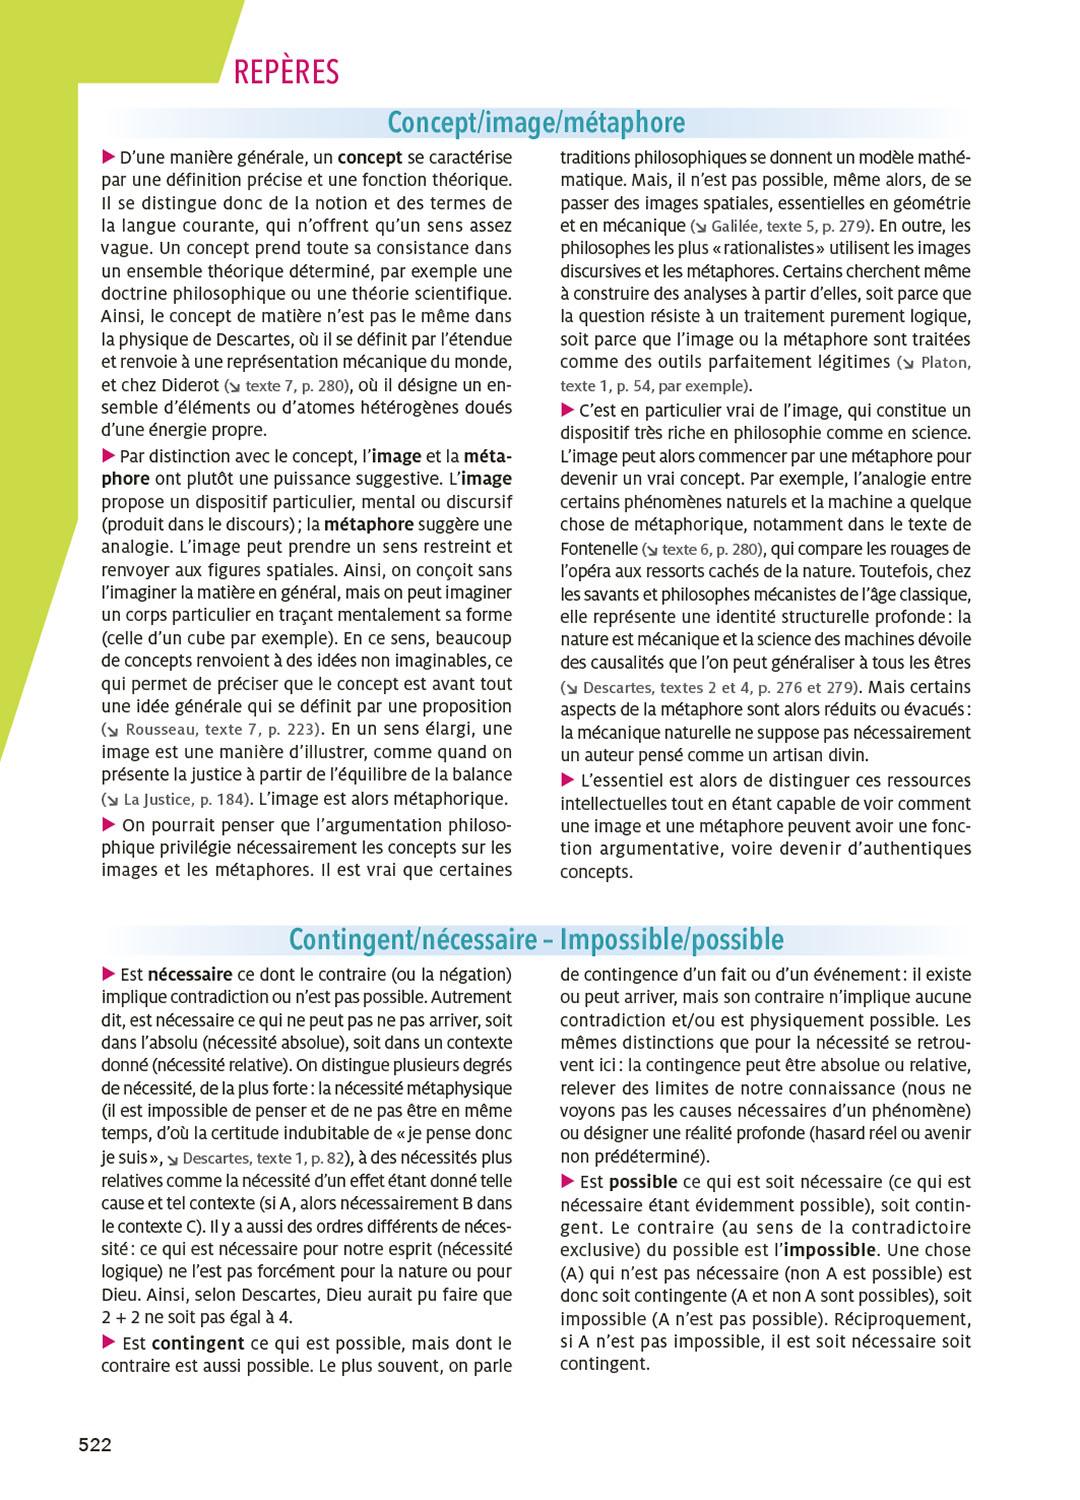 REPÈRES
Concept/image/métaphore
▶ D'une manière générale, un concept se caractérise
par une définition précise et une fonction théorique.
Il se distingue donc de la notion et des termes de
la langue courante, qui n'offrent qu'un sens assez
vague. Un concept prend toute sa consistance dans
un ensemble théorique déterminé, par exemple une
doctrine philosophique ou une théorie scientifique.
Ainsi, le concept de matière n'est pas le même dans
la physique de Descartes, où il se définit par l'étendue
et renvoie à une représentation mécanique du monde,
et chez Diderot (↘ texte 7, p. 280), où il désigne un en-
semble d'éléments ou d'atomes hétérogènes doués
d'une énergie propre.
▶ Par distinction avec le concept, l'image et la méta-
phore ont plutôt une puissance suggestive. L'image
propose un dispositif particulier, mental ou discursif
(produit dans le discours) ; la métaphore suggère une
analogie. L'image peut prendre un sens restreint et
renvoyer aux figures spatiales. Ainsi, on conçoit sans
l'imaginer la matière en général, mais on peut imaginer
un corps particulier en traçant mentalement sa forme
(celle d'un cube par exemple). En ce sens, beaucoup
de concepts renvoient à des idées non imaginables, ce
qui permet de préciser que le concept est avant tout
une idée générale qui se définit par une proposition
(↘ Rousseau, texte 7, p. 223). En un sens élargi, une
image est une manière d'illustrer, comme quand on
présente la justice à partir de l'équilibre de la balance
(↘ La Justice, p. 184). L'image est alors métaphorique.
▶ On pourrait penser que l'argumentation philoso-
phique privilégie nécessairement les concepts sur les
images et les métaphores. Il est vrai que certaines
traditions philosophiques se donnent un modèle mathé-
matique. Mais, il n'est pas possible, même alors, de se
passer des images spatiales, essentielles en géométrie
et en mécanique (↘ Galilée, texte 5, p. 279). En outre, les
philosophes les plus « rationalistes » utilisent les images
discursives et les métaphores. Certains cherchent même
à construire des analyses à partir d'elles, soit parce que
la question résiste à un traitement purement logique,
soit parce que l'image ou la métaphore sont traitées
comme des outils parfaitement légitimes (↘ Platon,
texte 1, p. 54, par exemple).
▶ C'est en particulier vrai de l'image, qui constitue un
dispositif très riche en philosophie comme en science.
L'image peut alors commencer par une métaphore pour
devenir un vrai concept. Par exemple, l'analogie entre
certains phénomènes naturels et la machine a quelque
chose de métaphorique, notamment dans le texte de
Fontenelle (↘ texte 6, p. 280), qui compare les rouages de
l'opéra aux ressorts cachés de la nature. Toutefois, chez
les savants et philosophes mécanistes de l'âge classique,
elle représente une identité structurelle profonde : la
nature est mécanique et la science des machines dévoile
des causalités que l'on peut généraliser à tous les êtres
(↘ Descartes, textes 2 et 4, p. 276 et 279). Mais certains
aspects de la métaphore sont alors réduits ou évacués :
la mécanique naturelle ne suppose pas nécessairement
un auteur pensé comme un artisan divin.
▶ L'essentiel est alors de distinguer ces ressources
intellectuelles tout en étant capable de voir comment
une image et une métaphore peuvent avoir une fonc-
tion argumentative, voire devenir d'authentiques
concepts.
Contingent/nécessaire – Impossible/possible
▶ Est nécessaire ce dont le contraire (ou la négation)
implique contradiction ou n'est pas possible. Autrement
dit, est nécessaire ce qui ne peut pas ne pas arriver, soit
dans l'absolu (nécessité absolue), soit dans un contexte
donné (nécessité relative). On distingue plusieurs degrés
de nécessité, de la plus forte : la nécessité métaphysique
(il est impossible de penser et de ne pas être en même
temps, d'où la certitude indubitable de « je pense donc
je suis », ↘ Descartes, texte 1, p. 82), à des nécessités plus
relatives comme la nécessité d'un effet étant donné telle
cause et tel contexte (si A, alors nécessairement B dans
le contexte C). Il y a aussi des ordres différents de néces-
sité : ce qui est nécessaire pour notre esprit (nécessité
logique) ne l'est pas forcément pour la nature ou pour
Dieu. Ainsi, selon Descartes, Dieu aurait pu faire que
2 + 2 ne soit pas égal à 4.
▶ Est contingent ce qui est possible, mais dont le
contraire est aussi possible. Le plus souvent, on parle
de contingence d'un fait ou d'un événement : il existe
ou peut arriver, mais son contraire n'implique aucune
contradiction et/ou est physiquement possible. Les
mêmes distinctions que pour la nécessité se retrou-
vent ici : la contingence peut être absolue ou relative,
relever des limites de notre connaissance (nous ne
voyons pas les causes nécessaires d'un phénomène)
ou désigner une réalité profonde (hasard réel ou avenir
non prédéterminé).
▶ Est possible ce qui est soit nécessaire (ce qui est
nécessaire étant évidemment possible), soit contin-
gent. Le contraire (au sens de la contradictoire
exclusive) du possible est l'impossible. Une chose
(A) qui n'est pas nécessaire (non A est possible) est
donc soit contingente (A et non A sont possibles), soit
impossible (A n'est pas possible). Réciproquement,
si A n'est pas impossible, il est soit nécessaire soit
contingent.
522